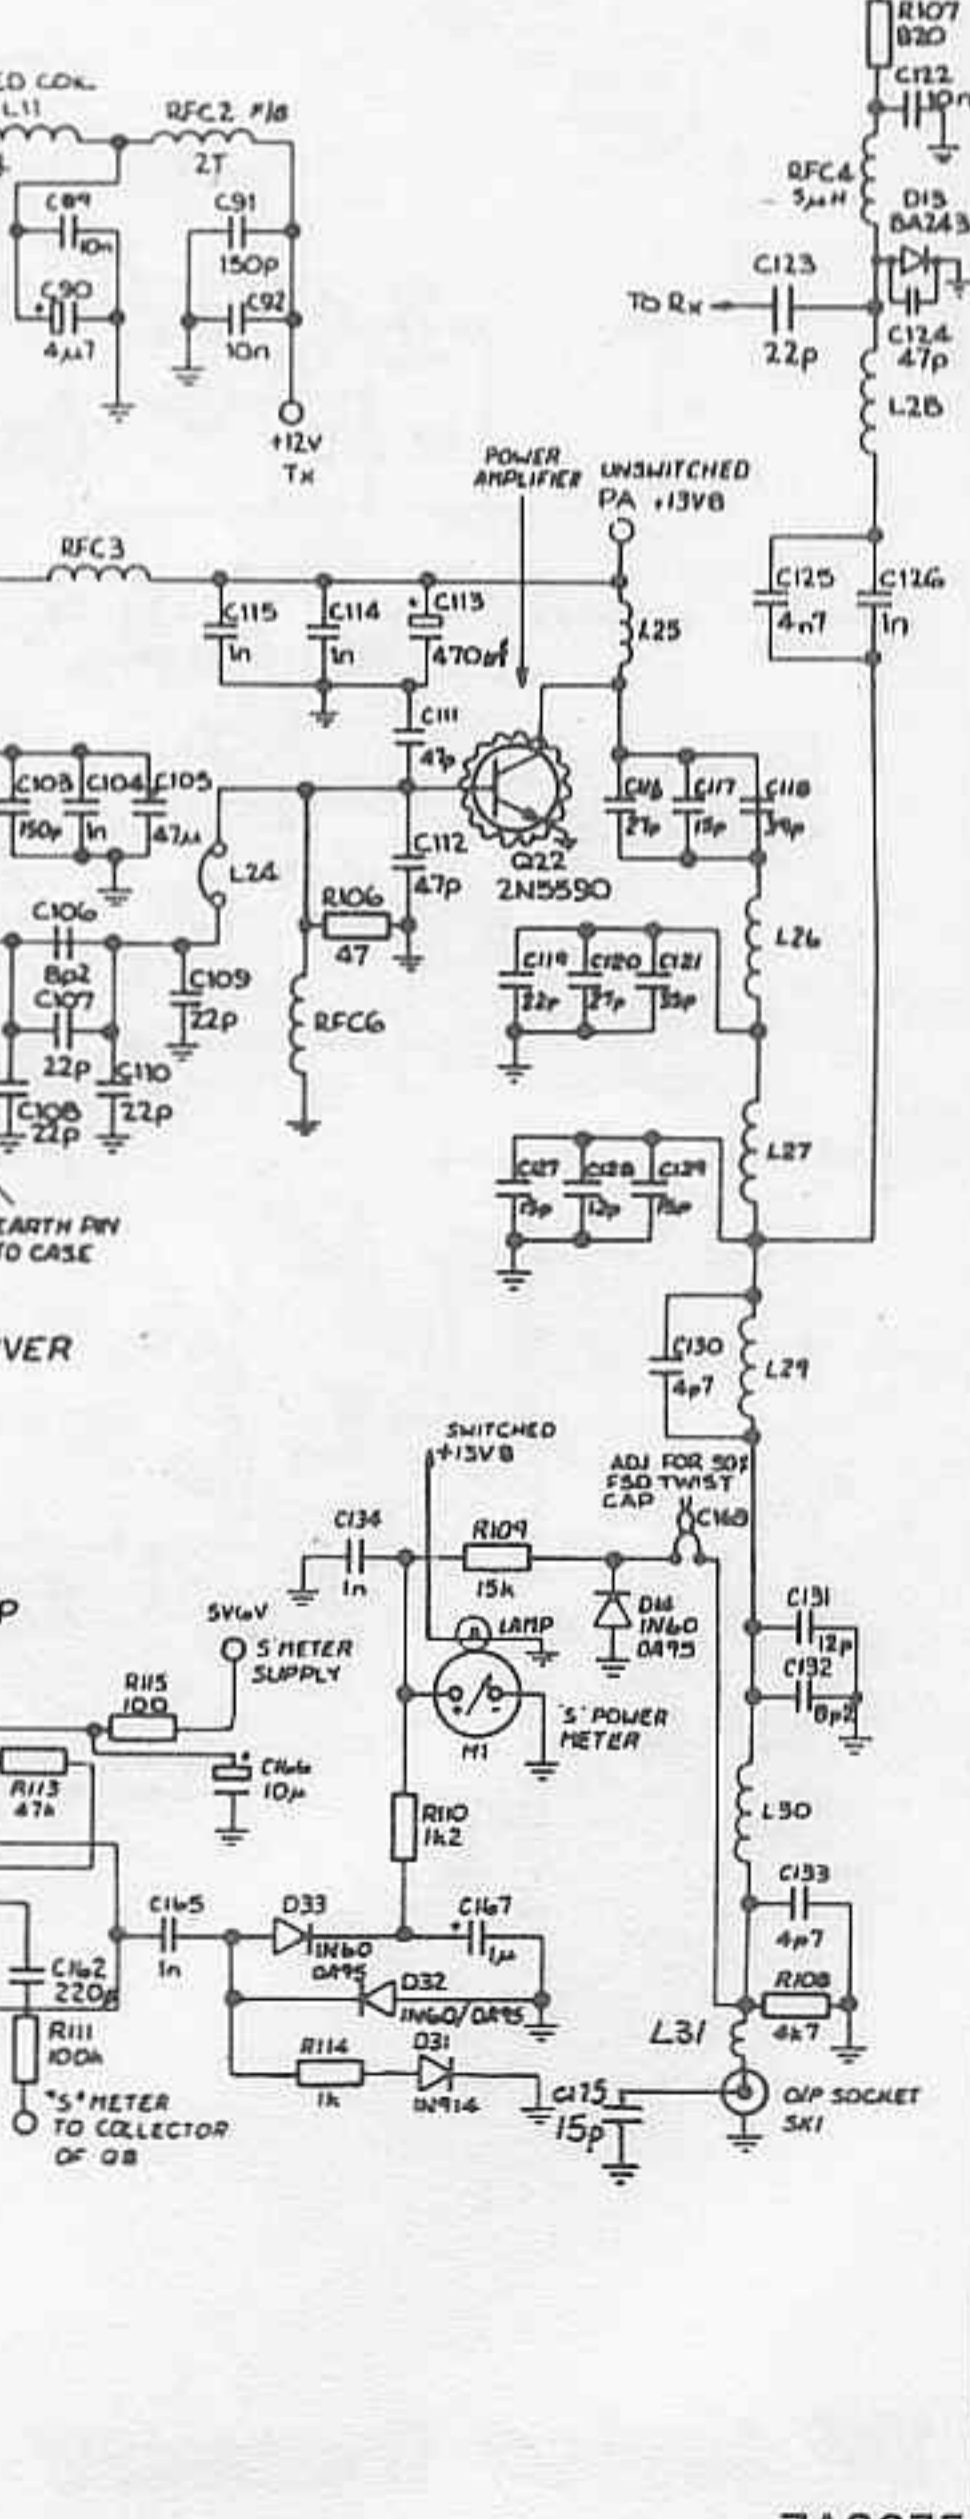 R107
820
C122
10n
L11
RFC2 F/B
2T
RFC4
5μH
D13
BA243
C89
10n
C91
150p
C90
4μ7
C92
10n
C123
TO Rx
22p
C124
47p
L28
+12V
Tx
POWER
AMPLIFIER
UNSWITCHED
PA +13V8
RFC3
C115
1n
C114
1n
C113
470μf
L25
C125
4n7
C126
1n
C111
47p
C103
150p
C104
1n
C105
47μ
C116
27p
C117
15p
C118
39p
L24
C112
47p
Q22
2N5590
R106
47
C106
8p2
C107
22p
C109
22p
C119
22p
C120
27p
C121
L26
RFC6
C110
22p
C108
22p
C127
15p
C128
12p
C129
15p
L27
EARTH PIN
TO CASE
VER
C130
4p7
L29
SWITCHED
+13V8
ADJ FOR 50%
FSD TWIST
CAP
C168
C134
1n
R109
15k
D14
1N60
OA95
C131
12p
C132
8p2
P
5V6V
S METER
SUPPLY
LAMP
R115
100
"S" POWER
METER
M1
R113
47k
C166
10μ
R110
1k2
L30
C133
4p7
C165
1n
D33
1N60
OA95
C167
1μ
C162
220p
D32
1N60/OA95
R108
4k7
L31
R111
100k
R114
1k
D31
1N914
"S" METER
TO COLLECTOR
OF Q8
C175
15p
O/P SOCKET
SK1